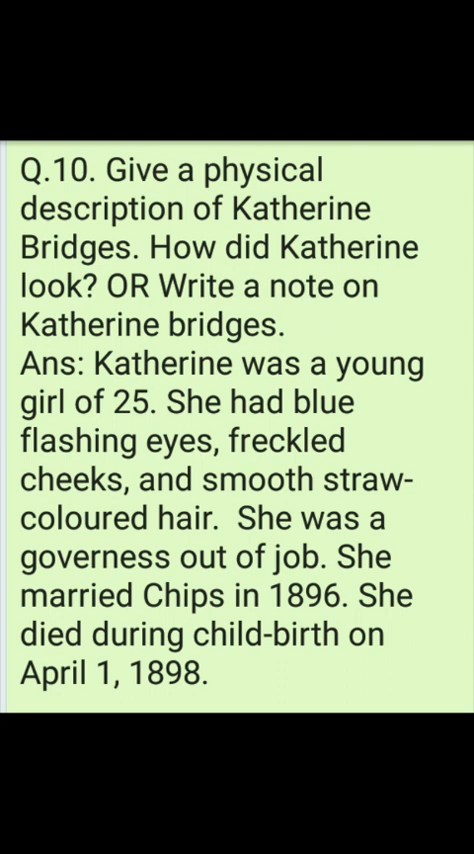 Q.10. Give a physical
description of Katherine
Bridges. How did Katherine
look? OR Write a note on
Katherine bridges.
Ans: Katherine was a young
girl of 25. She had blue
flashing eyes, freckled
cheeks, and smooth straw-
coloured hair.  She was a
governess out of job. She
married Chips in 1896. She
died during child-birth on
April 1, 1898.